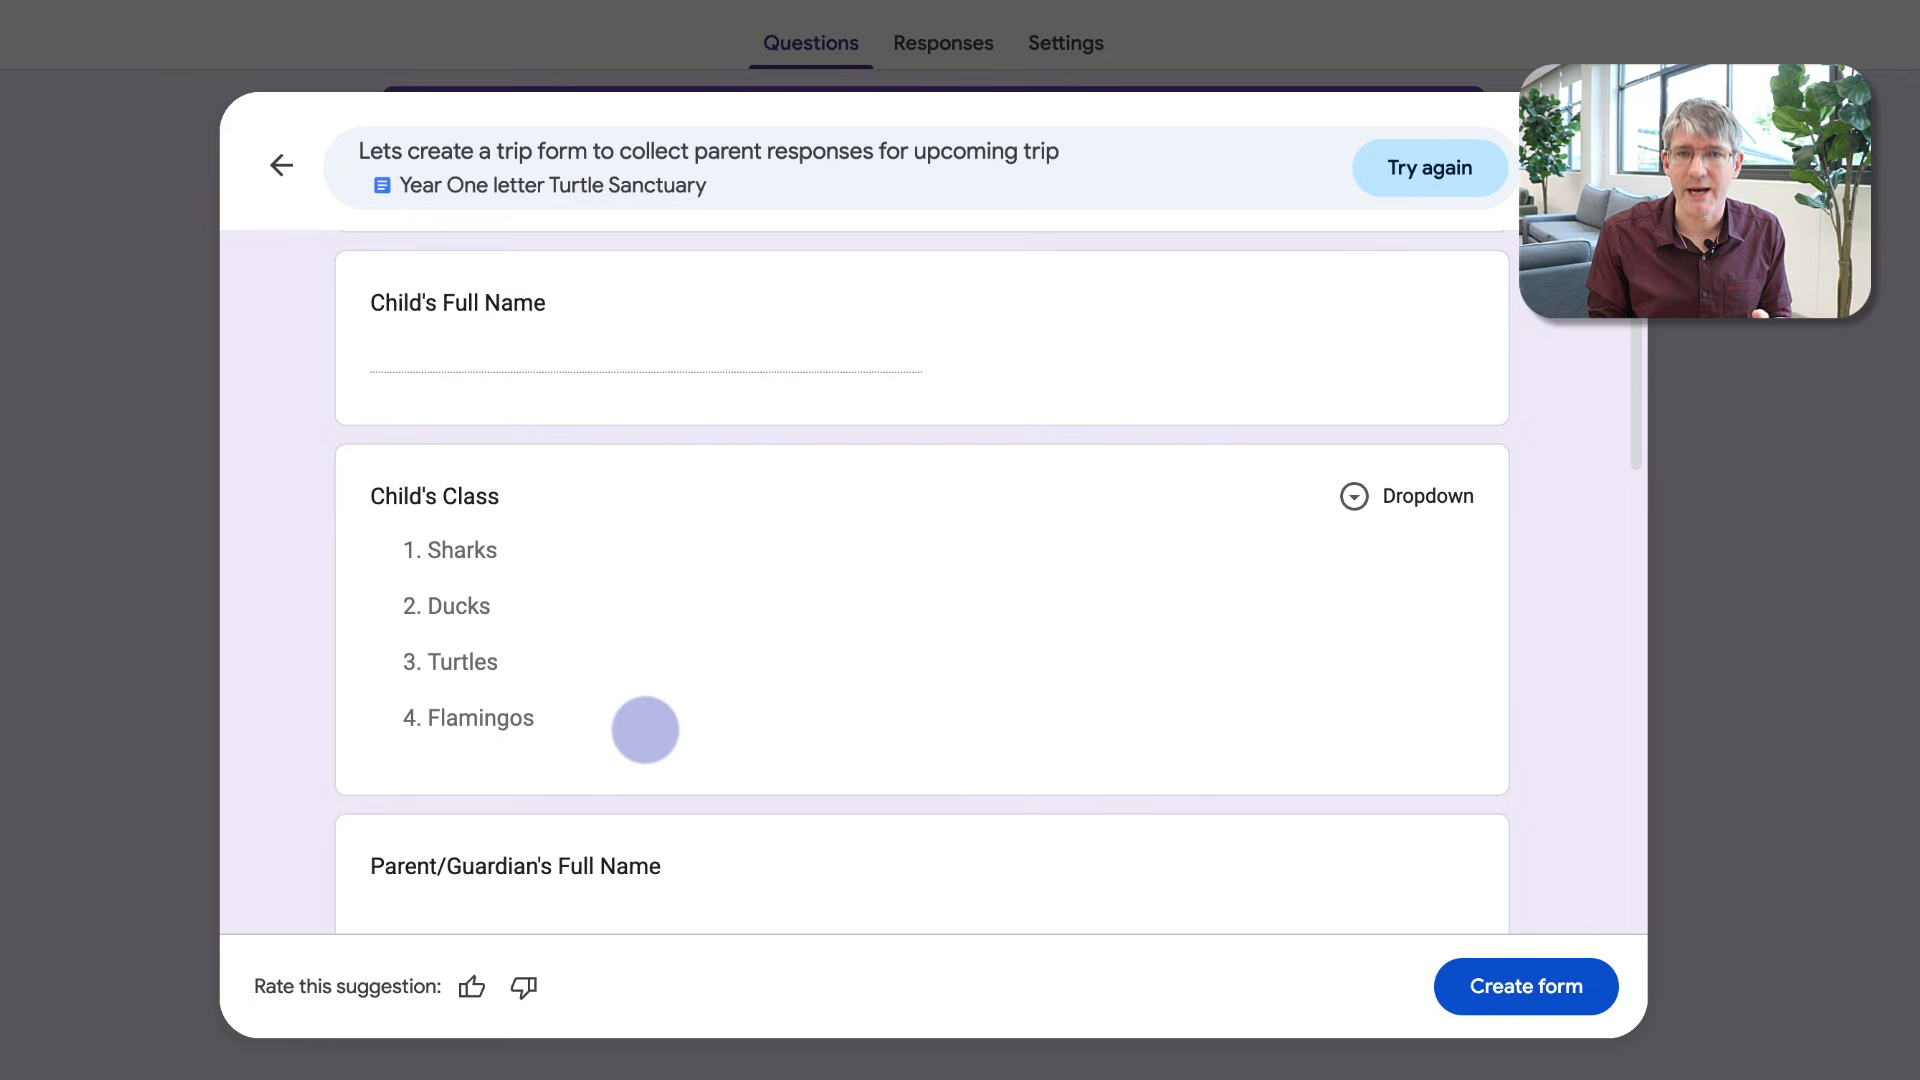 Questions Responses Settings
Lets create a trip form to collect parent responses for upcoming trip
Year One letter Turtle Sanctuary
Try again
Child's Full Name
Child's Class
Dropdown
1. Sharks
2. Ducks
3. Turtles
4. Flamingos
Parent/Guardian's Full Name
Rate this suggestion:
Create form